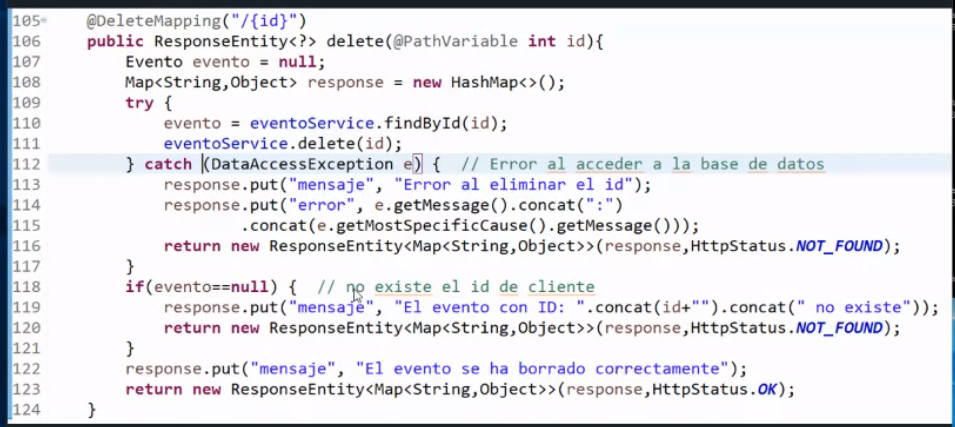 105 @DeleteMapping("/{id}")
106 public ResponseEntity<?> delete(@PathVariable int id){
107 Evento evento = null;
108 Map<String,Object> response = new HashMap<>();
109 try {
110 evento = eventoService.findById(id);
111 eventoService.delete(id);
112 } catch (DataAccessException e) { // Error al acceder a la base de datos
113 response.put("mensaje", "Error al eliminar el id");
114 response.put("error", e.getMessage().concat(":")
115 .concat(e.getMostSpecificCause().getMessage()));
116 return new ResponseEntity<Map<String,Object>>(response,HttpStatus.NOT_FOUND);
117 }
118 if(evento==null) { // no existe el id de cliente
119 response.put("mensaje", "El evento con ID: ".concat(id+"").concat(" no existe"));
120 return new ResponseEntity<Map<String,Object>>(response,HttpStatus.NOT_FOUND);
121 }
122 response.put("mensaje", "El evento se ha borrado correctamente");
123 return new ResponseEntity<Map<String,Object>>(response,HttpStatus.OK);
124 }